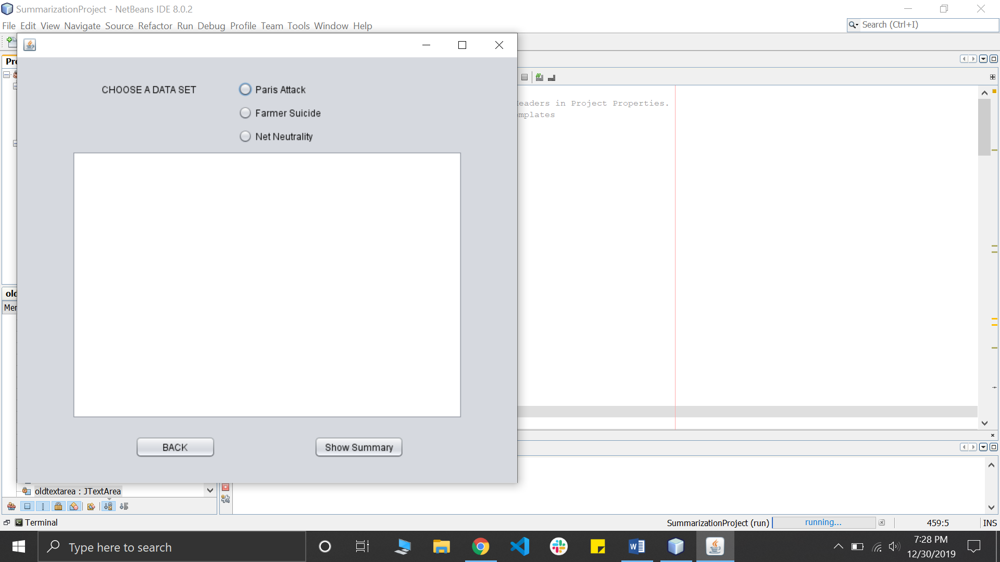 SummarizationProject - NetBeans IDE 8.0.2
File Edit View Navigate Source Refactor Run Debug Profile Team Tools Window Help
Search (Ctrl+I)
CHOOSE A DATA SET
Paris Attack
Farmer Suicide
Net Neutrality
eaders in Project Properties.
mplates
BACK
Show Summary
oldtextarea : JTextArea
Terminal
SummarizationProject (run)
running...
459:5
INS
Type here to search
7:28 PM
12/30/2019